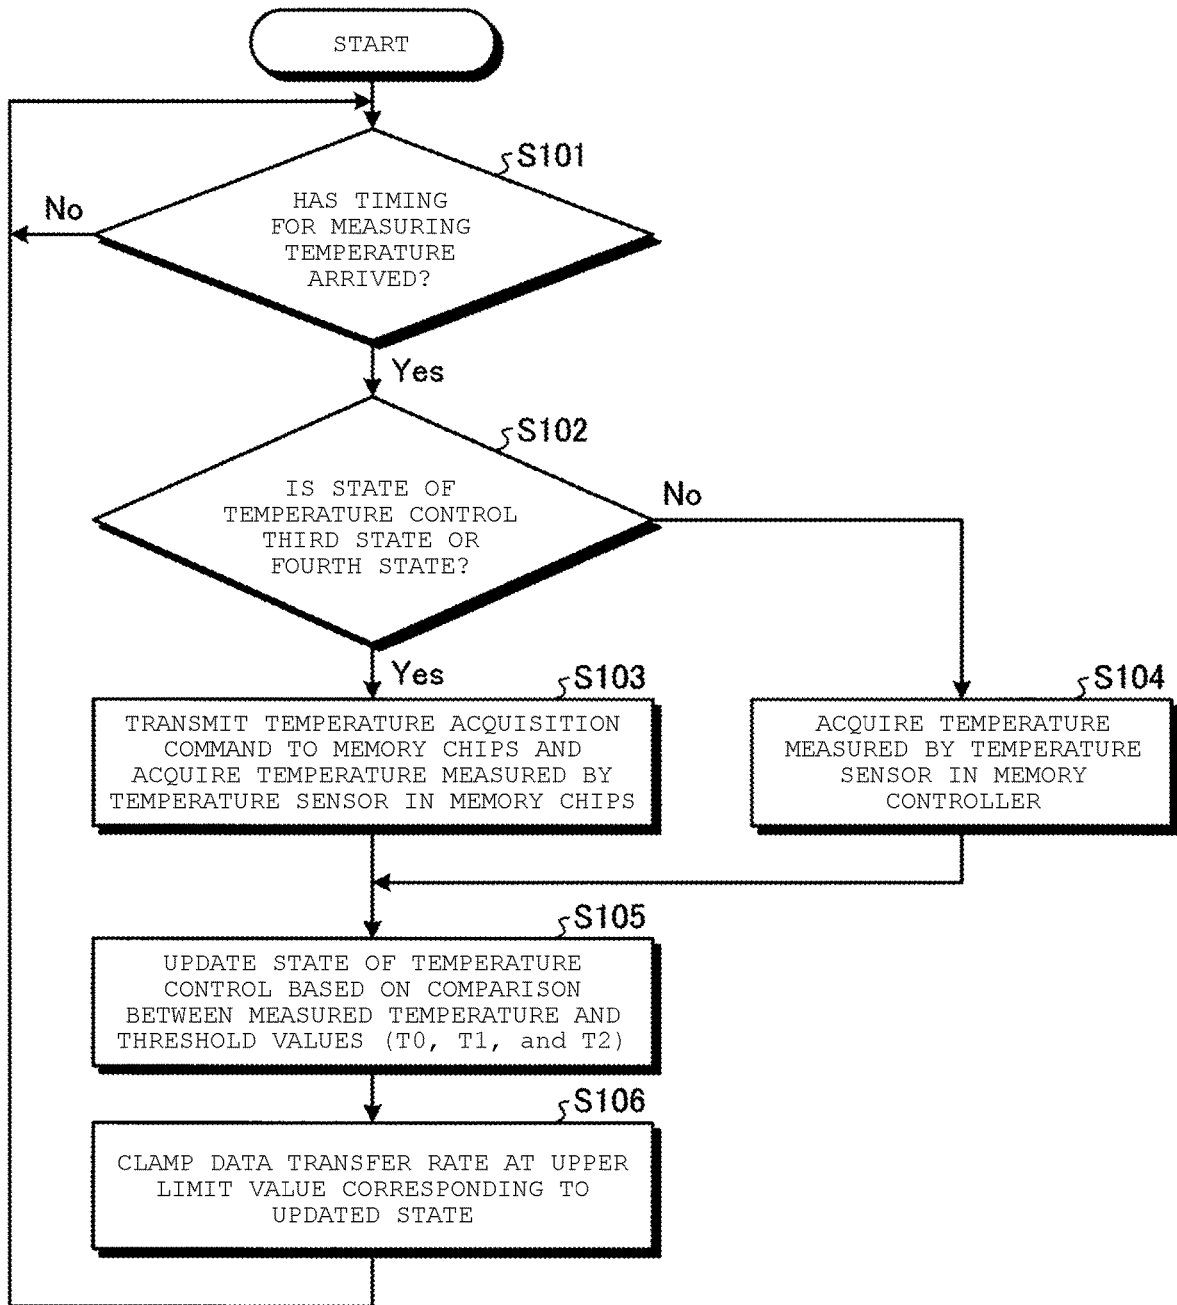 START
S101
HAS TIMING
FOR MEASURING
TEMPERATURE
ARRIVED?
No
Yes
S102
IS STATE OF
TEMPERATURE CONTROL
THIRD STATE OR
FOURTH STATE?
No
Yes
S103
TRANSMIT TEMPERATURE ACQUISITION
COMMAND TO MEMORY CHIPS AND
ACQUIRE TEMPERATURE MEASURED BY
TEMPERATURE SENSOR IN MEMORY CHIPS
S104
ACQUIRE TEMPERATURE
MEASURED BY TEMPERATURE
SENSOR IN MEMORY
CONTROLLER
S105
UPDATE STATE OF TEMPERATURE
CONTROL BASED ON COMPARISON
BETWEEN MEASURED TEMPERATURE AND
THRESHOLD VALUES (T0, T1, and T2)
S106
CLAMP DATA TRANSFER RATE AT UPPER
LIMIT VALUE CORRESPONDING TO
UPDATED STATE